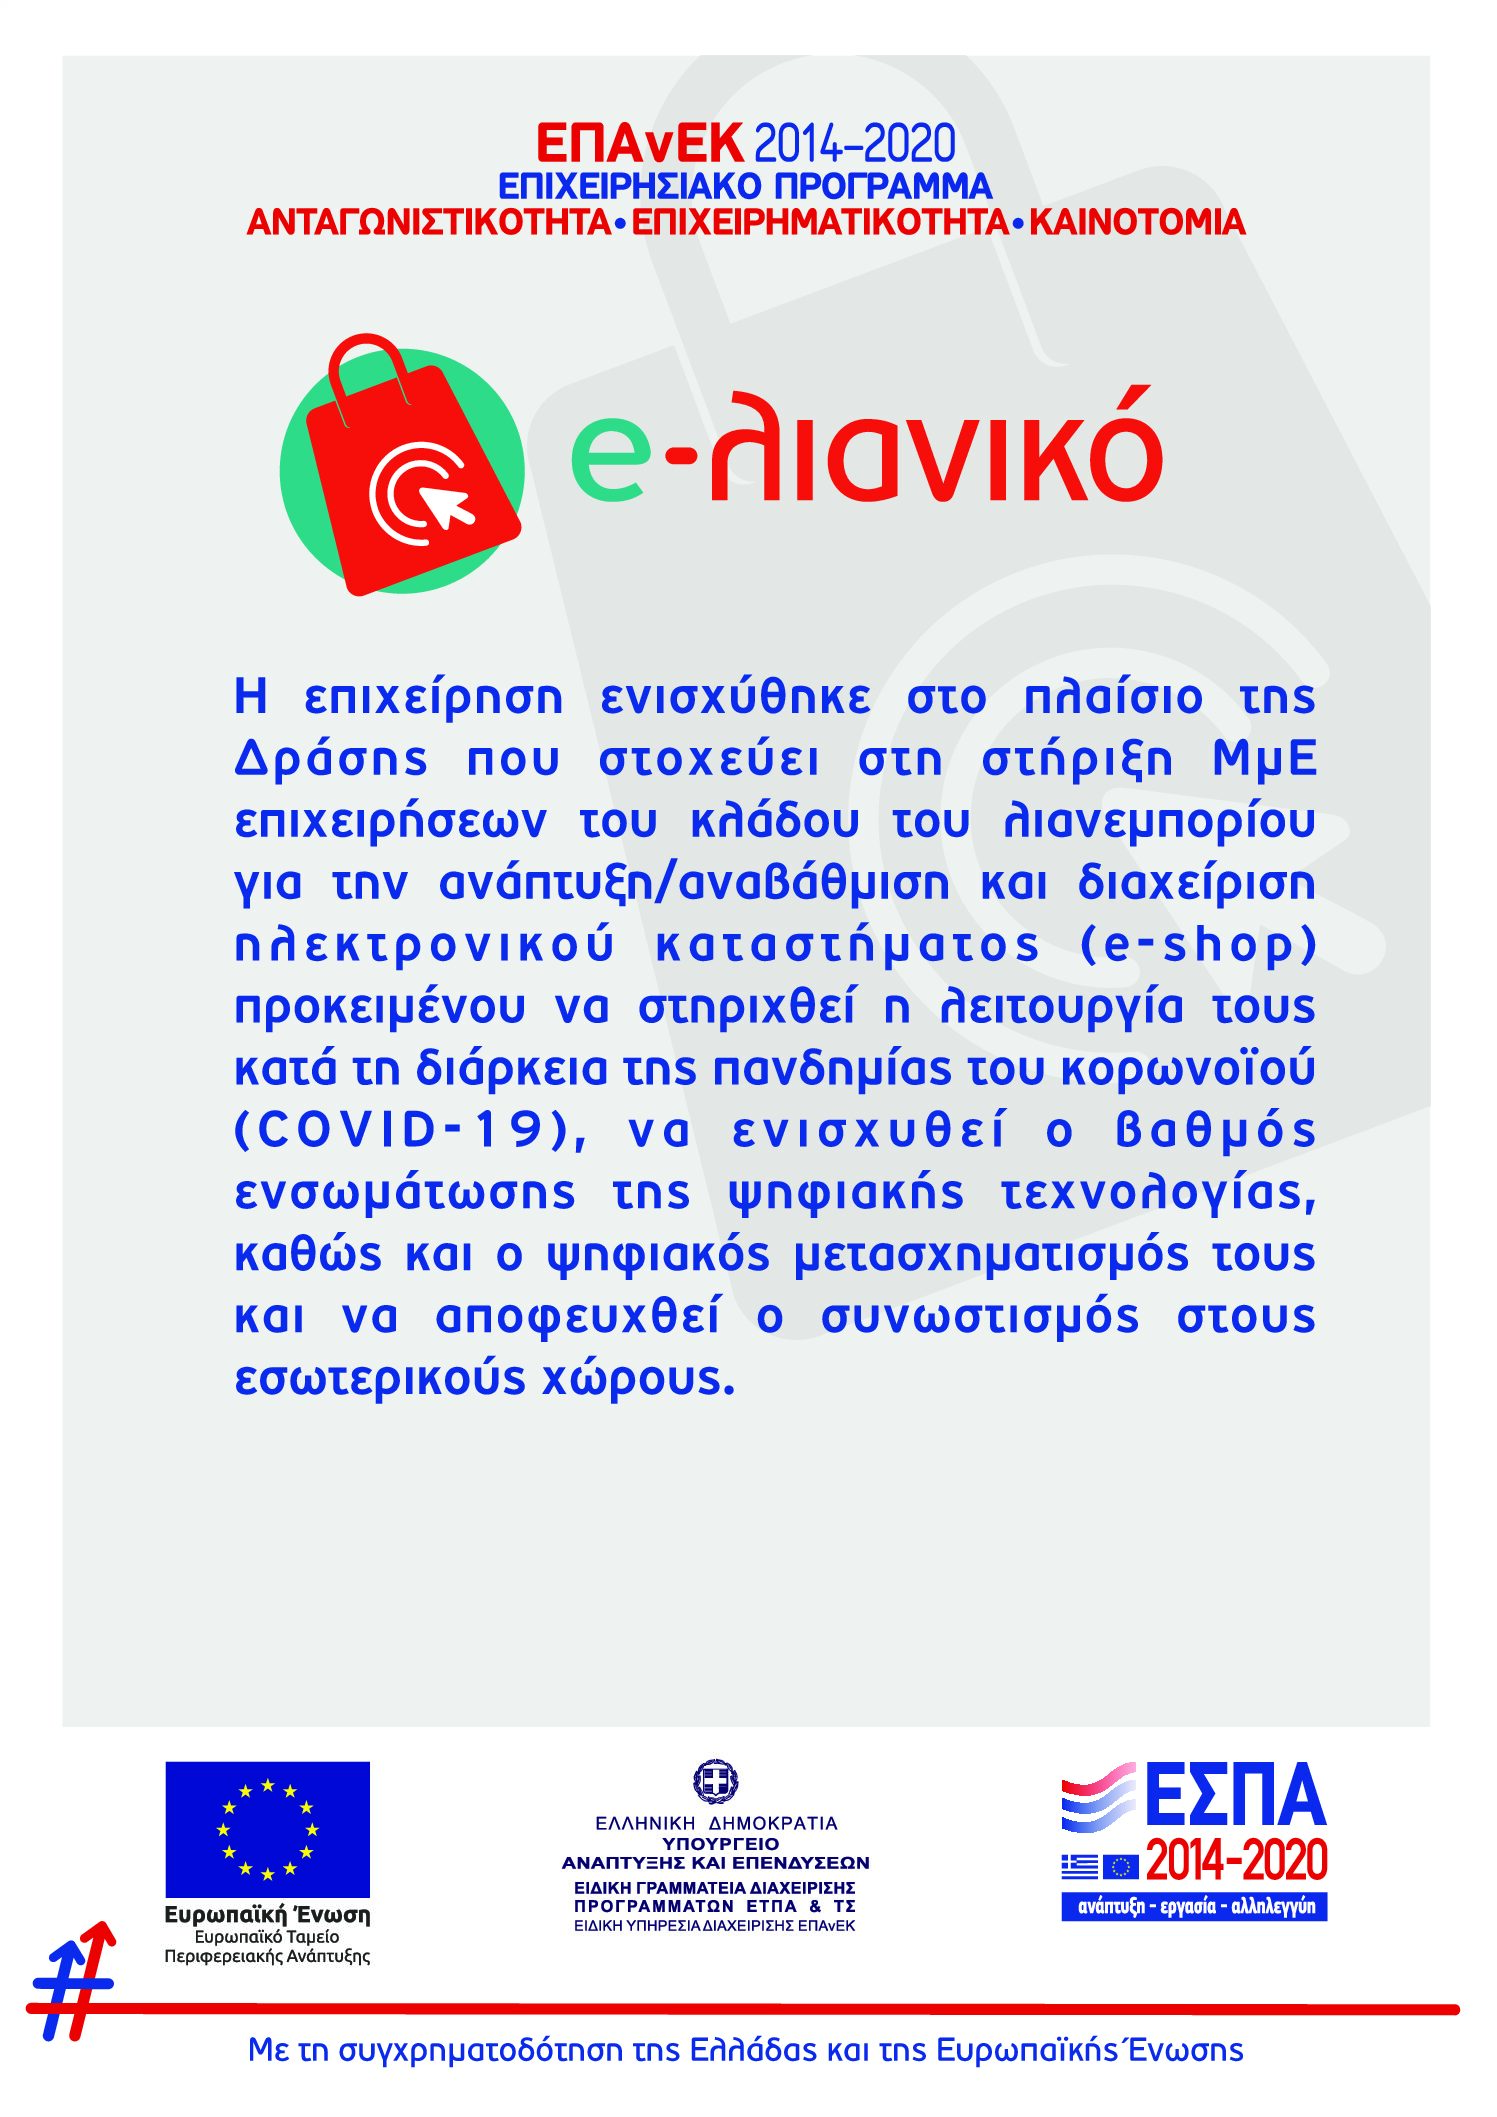 ΕΠΑνΕΚ 2014–2020
ΕΠΙΧΕΙΡΗΣΙΑΚΟ ΠΡΟΓΡΑΜΜΑ
ΑΝΤΑΓΩΝΙΣΤΙΚΟΤΗΤΑ•ΕΠΙΧΕΙΡΗΜΑΤΙΚΟΤΗΤΑ•ΚΑΙΝΟΤΟΜΙΑ
e-λιανικό
Η επιχείρηση ενισχύθηκε στο πλαίσιο της
Δράσης που στοχεύει στη στήριξη ΜμΕ
επιχειρήσεων του κλάδου του λιανεμπορίου
για την ανάπτυξη/αναβάθμιση και διαχείριση
ηλεκτρονικού καταστήματος (e-shop)
προκειμένου να στηριχθεί η λειτουργία τους
κατά τη διάρκεια της πανδημίας του κορωνοϊού
(COVID-19), να ενισχυθεί ο βαθμός
ενσωμάτωσης της ψηφιακής τεχνολογίας,
καθώς και ο ψηφιακός μετασχηματισμός τους
και να αποφευχθεί ο συνωστισμός στους
εσωτερικούς χώρους.
Ευρωπαϊκή Ένωση
Ευρωπαϊκό Ταμείο
Περιφερειακής Ανάπτυξης
ΕΛΛΗΝΙΚΗ ΔΗΜΟΚΡΑΤΙΑ
ΥΠΟΥΡΓΕΙΟ
ΑΝΑΠΤΥΞΗΣ ΚΑΙ ΕΠΕΝΔΥΣΕΩΝ
ΕΙΔΙΚΗ ΓΡΑΜΜΑΤΕΙΑ ΔΙΑΧΕΙΡΙΣΗΣ
ΠΡΟΓΡΑΜΜΑΤΩΝ ΕΤΠΑ & ΤΣ
ΕΙΔΙΚΗ ΥΠΗΡΕΣΙΑ ΔΙΑΧΕΙΡΙΣΗΣ ΕΠΑνΕΚ
ΕΣΠΑ
2014-2020
ανάπτυξη - εργασία - αλληλεγγύη
Με τη συγχρηματοδότηση της Ελλάδας και της Ευρωπαϊκής Ένωσης